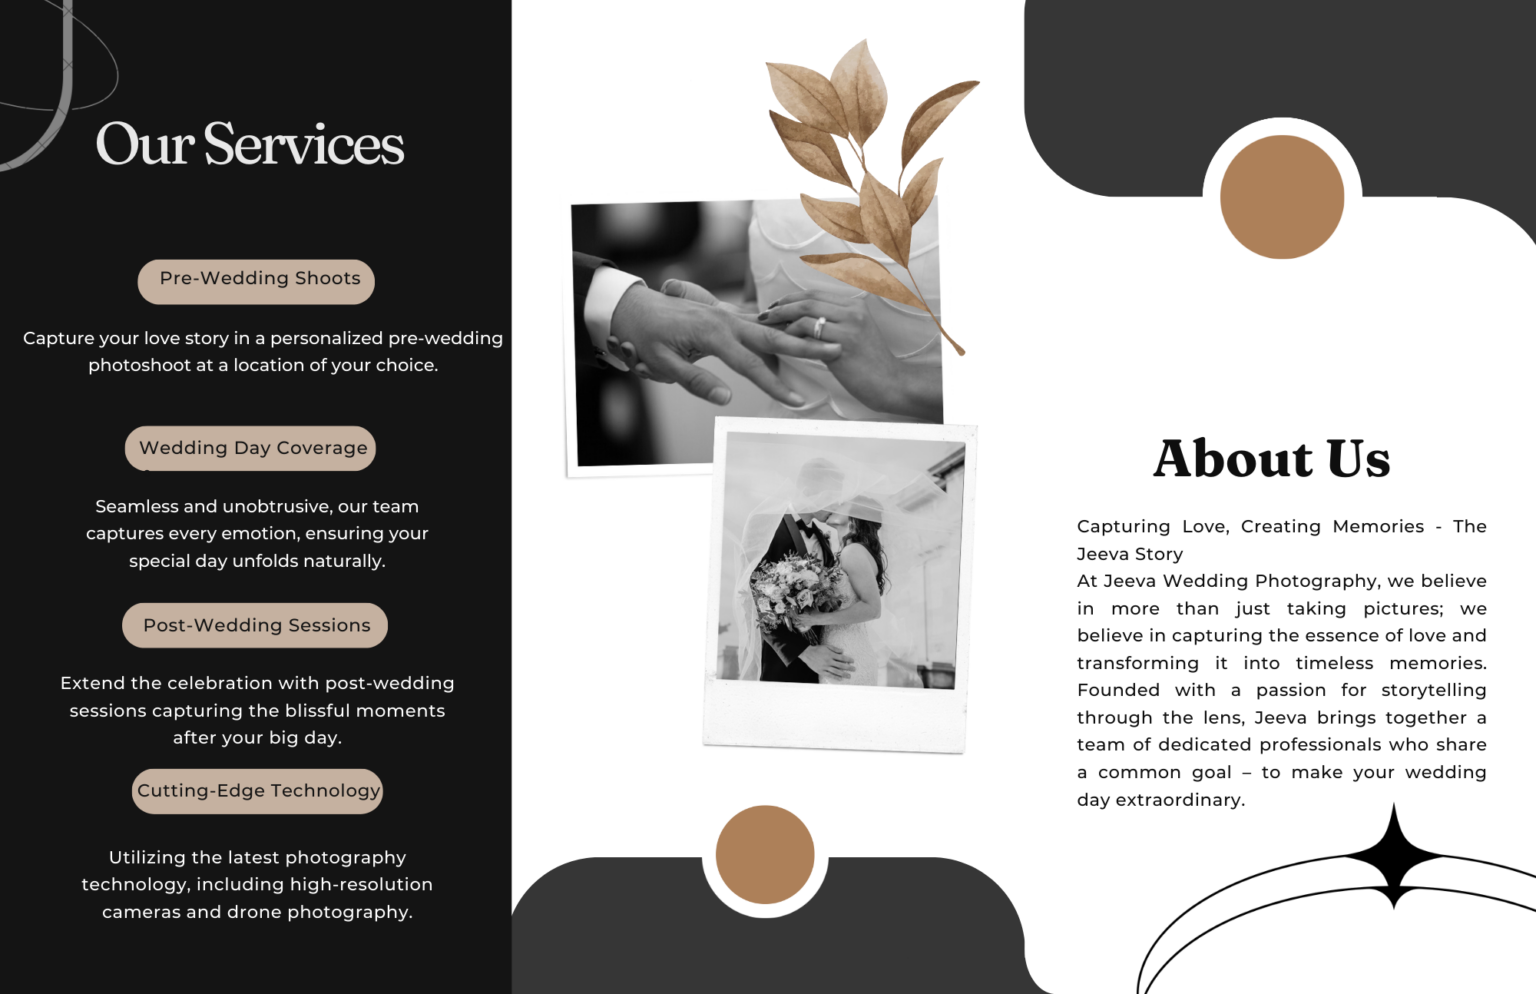 Our Services
Pre-Wedding Shoots
Capture your love story in a personalized pre-wedding
photoshoot at a location of your choice.
Wedding Day Coverage
Seamless and unobtrusive, our team
captures every emotion, ensuring your
special day unfolds naturally.
Post-Wedding Sessions
Extend the celebration with post-wedding
sessions capturing the blissful moments
after your big day.
Cutting-Edge Technology
Utilizing the latest photography
technology, including high-resolution
cameras and drone photography.
About Us
Capturing Love, Creating Memories - The
Jeeva Story
At Jeeva Wedding Photography, we believe
in more than just taking pictures; we
believe in capturing the essence of love and
transforming it into timeless memories.
Founded with a passion for storytelling
through the lens, Jeeva brings together a
team of dedicated professionals who share
a common goal – to make your wedding
day extraordinary.